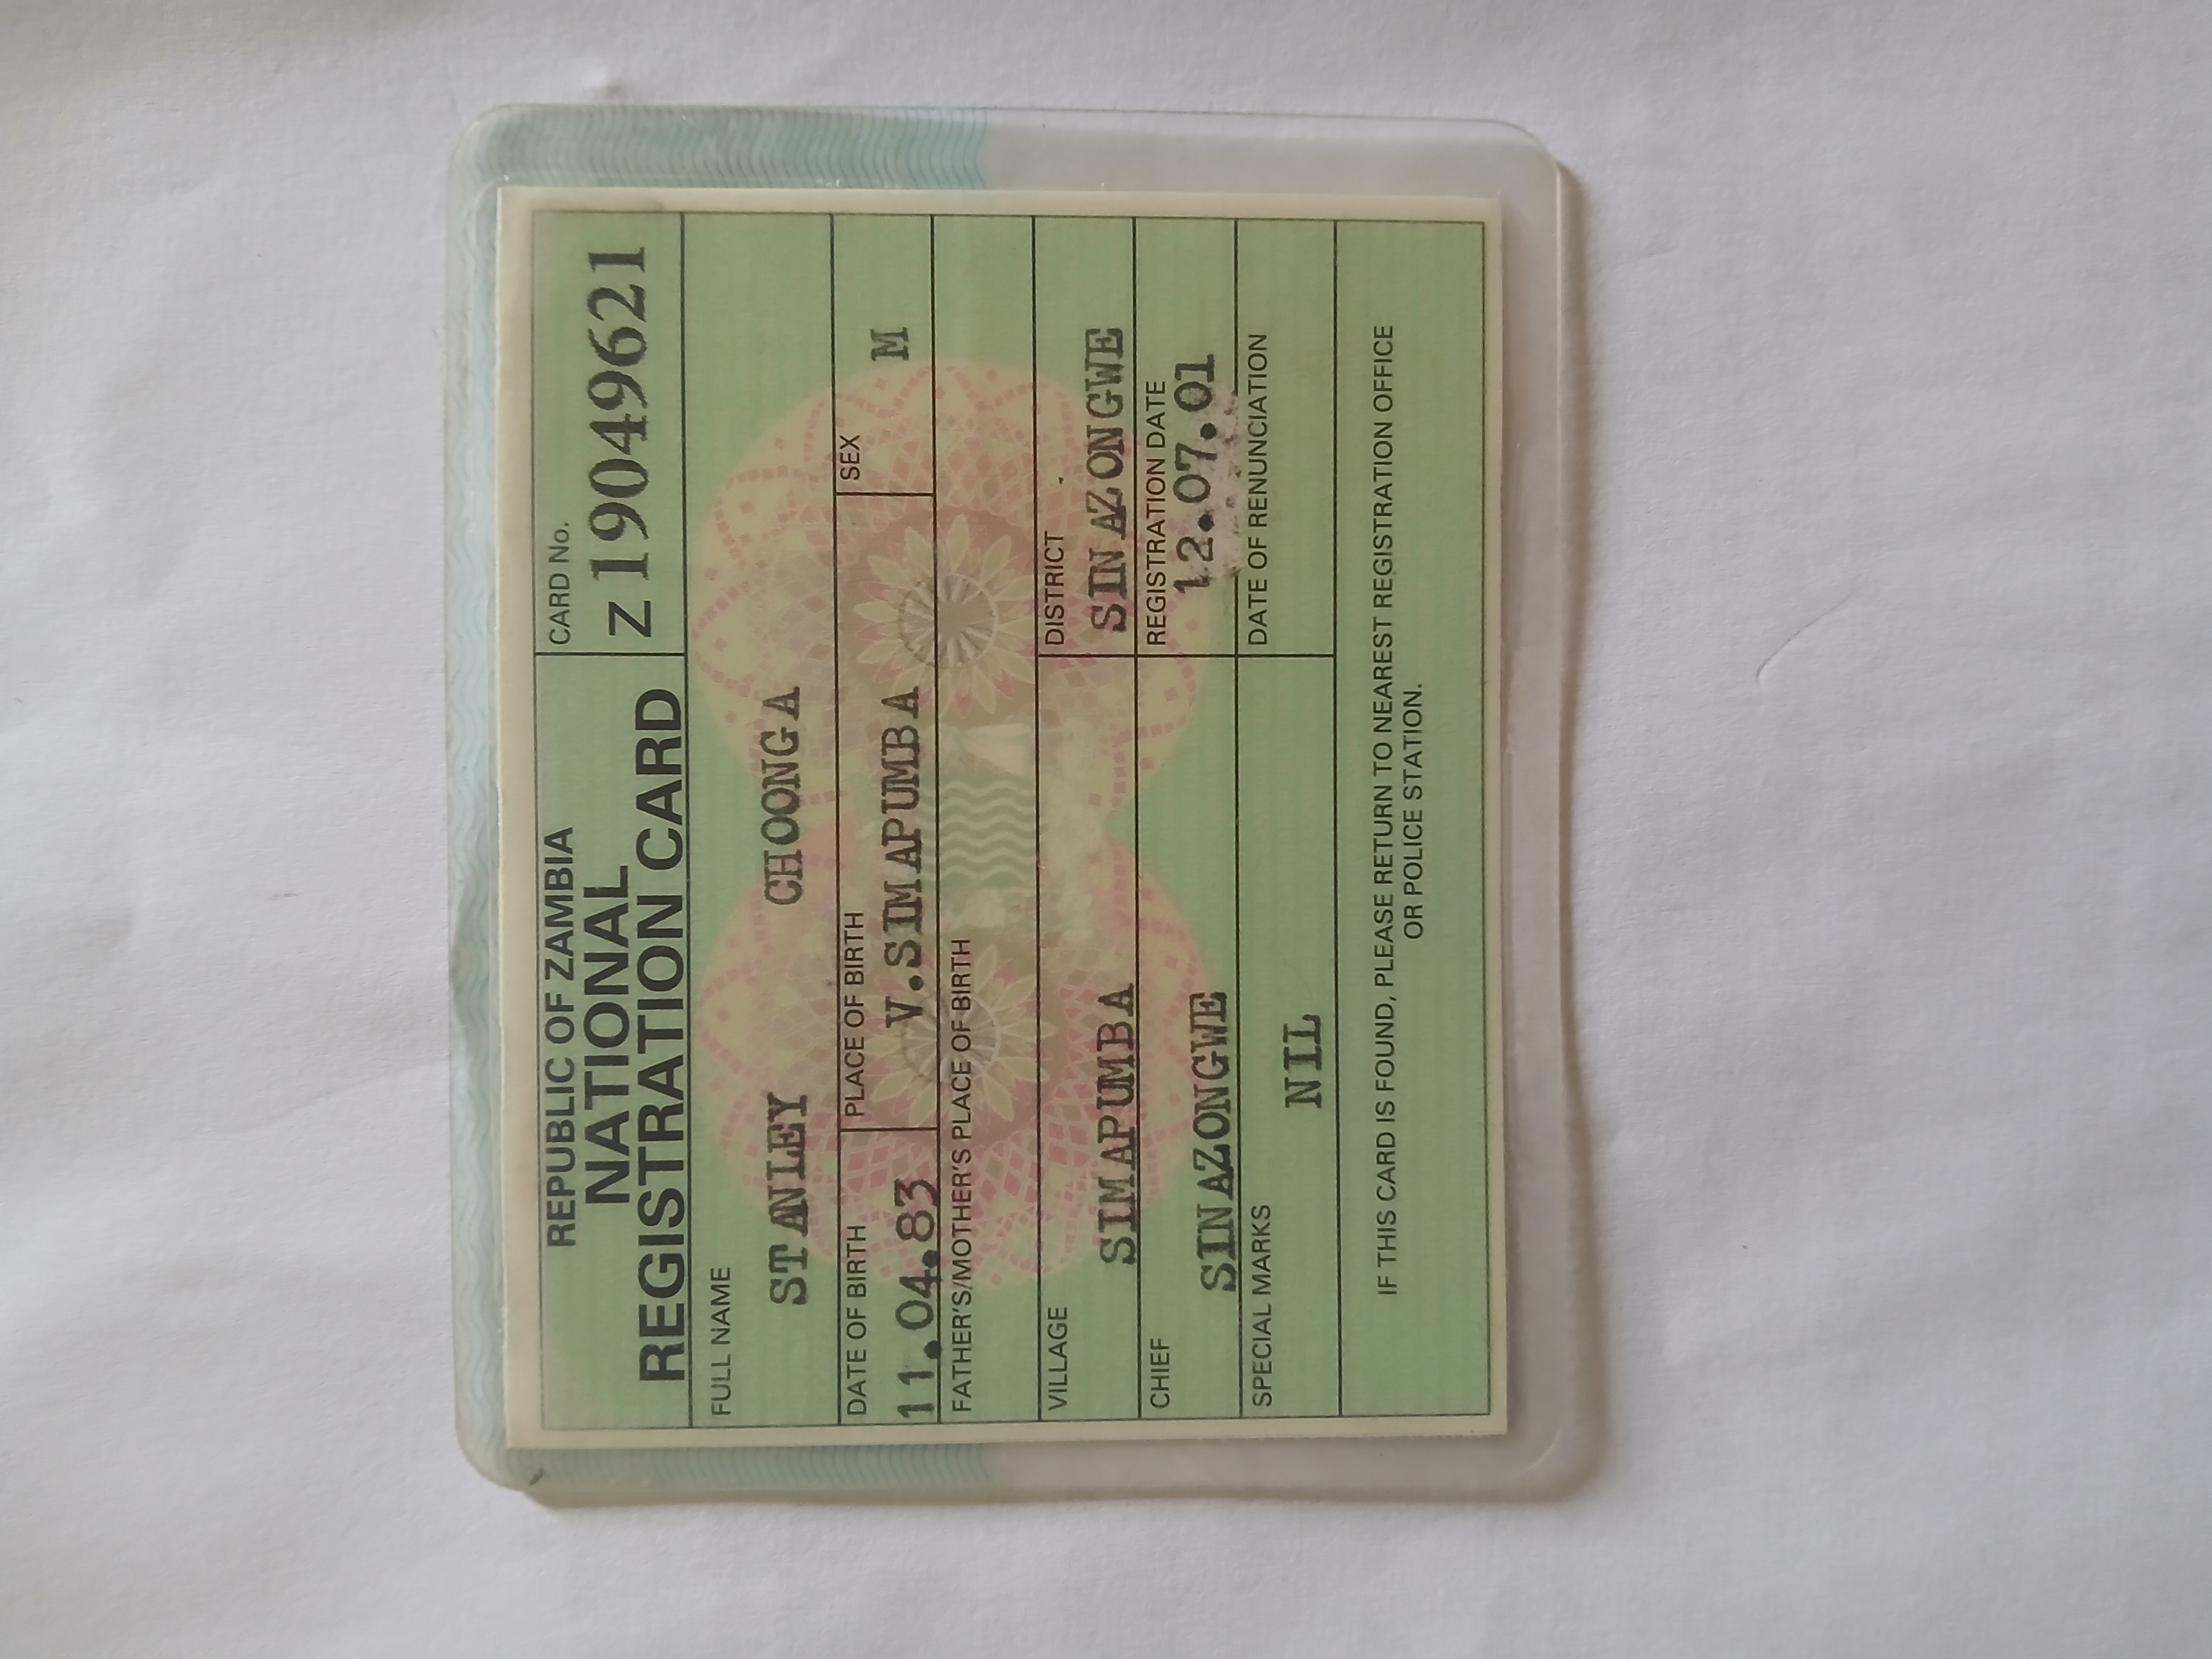 REPUBLIC OF ZAMBIA
NATIONAL
REGISTRATION CARD
CARD No.
Z 19049621
FULL NAME
STANLEY CHOONGA
DATE OF BIRTH PLACE OF BIRTH SEX
11.04.83 V.SIMAPUMBA M
FATHER'S/MOTHER'S PLACE OF BIRTH
VILLAGE DISTRICT
SIMAPUMBA SINAZONGWE
CHIEF REGISTRATION DATE
SINAZONGWE 12.07.01
SPECIAL MARKS DATE OF RENUNCIATION
NIL
IF THIS CARD IS FOUND, PLEASE RETURN TO NEAREST REGISTRATION OFFICE
OR POLICE STATION.